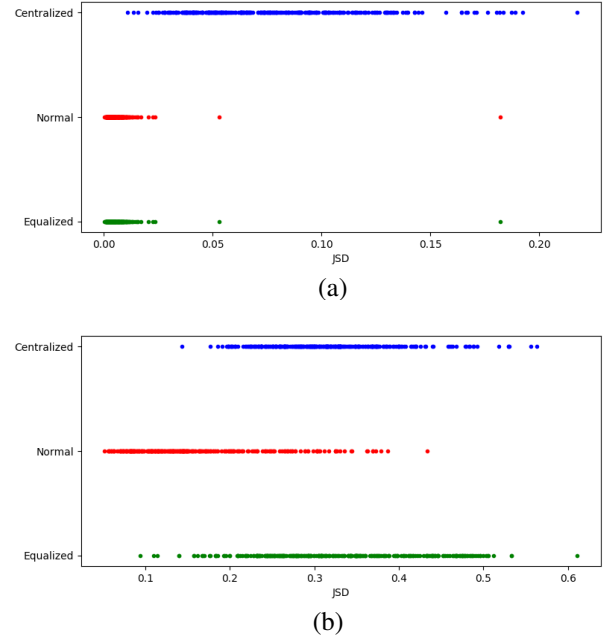 Centralized
Normal
Equalized
0.00 0.05 0.10 0.15 0.20
JSD
(a)
Centralized
Normal
Equalized
0.1 0.2 0.3 0.4 0.5 0.6
JSD
(b)